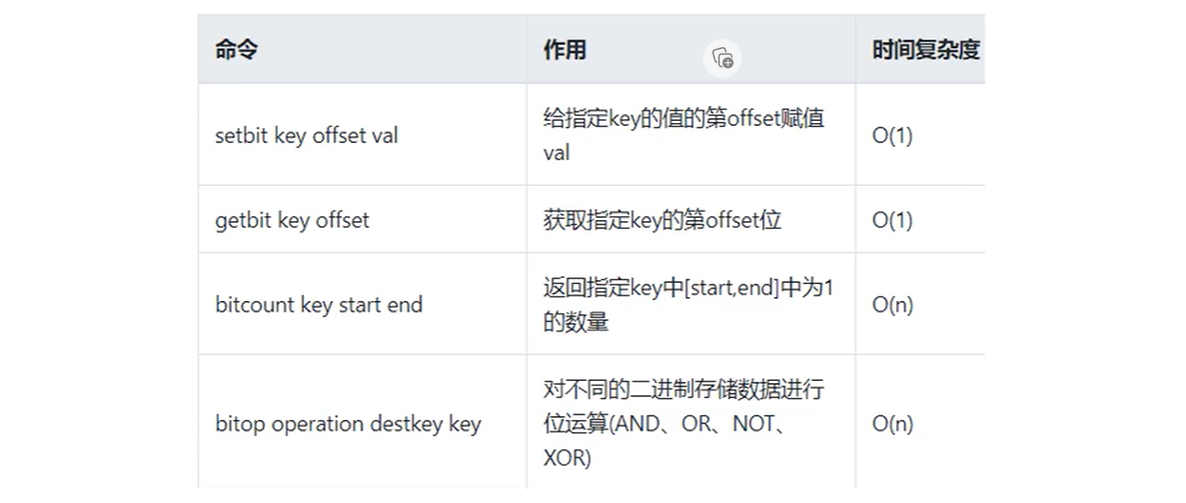 命令 作用 时间复杂度
setbit key offset val 给指定key的值的第offset赋值 O(1)
val
getbit key offset 获取指定key的第offset位 O(1)
bitcount key start end 返回指定key中[start,end]中为1 O(n)
的数量
bitop operation destkey key 对不同的二进制存储数据进行 O(n)
位运算(AND、OR、NOT、
XOR)